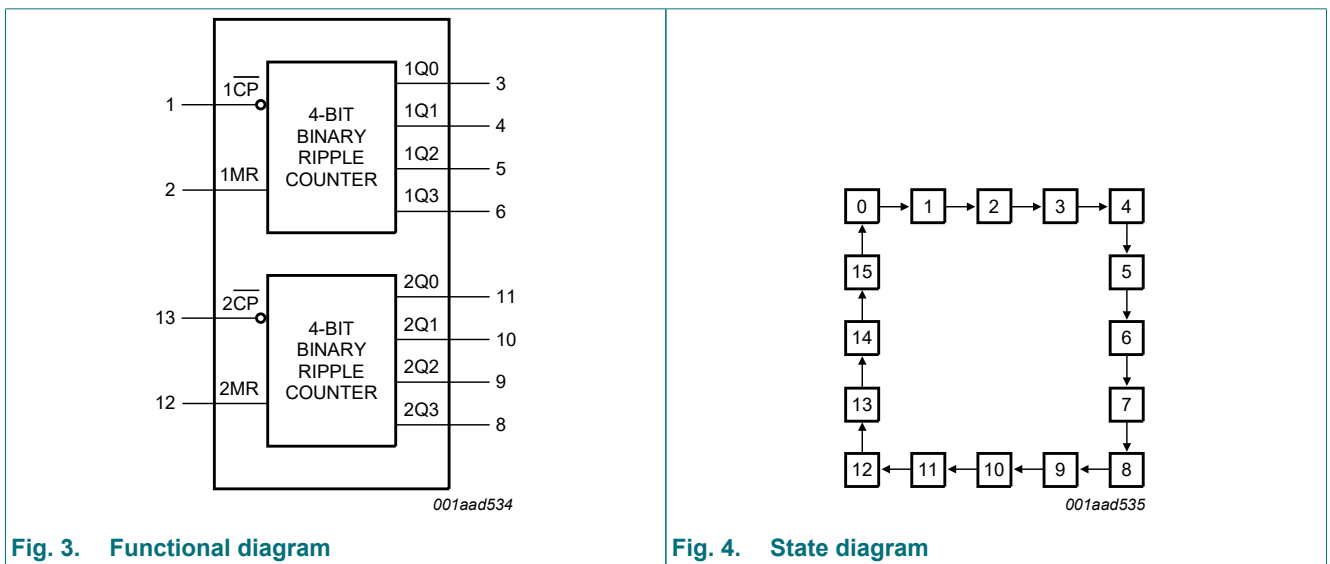 1
1C̅P̅
2
1MR
4-BIT
BINARY
RIPPLE
COUNTER
1Q0
3
1Q1
4
1Q2
5
1Q3
6
13
2C̅P̅
12
2MR
4-BIT
BINARY
RIPPLE
COUNTER
2Q0
11
2Q1
10
2Q2
9
2Q3
8
001aad534
Fig. 3. Functional diagram
0 1 2 3 4
15 5
14 6
13 7
12 11 10 9 8
001aad535
Fig. 4. State diagram